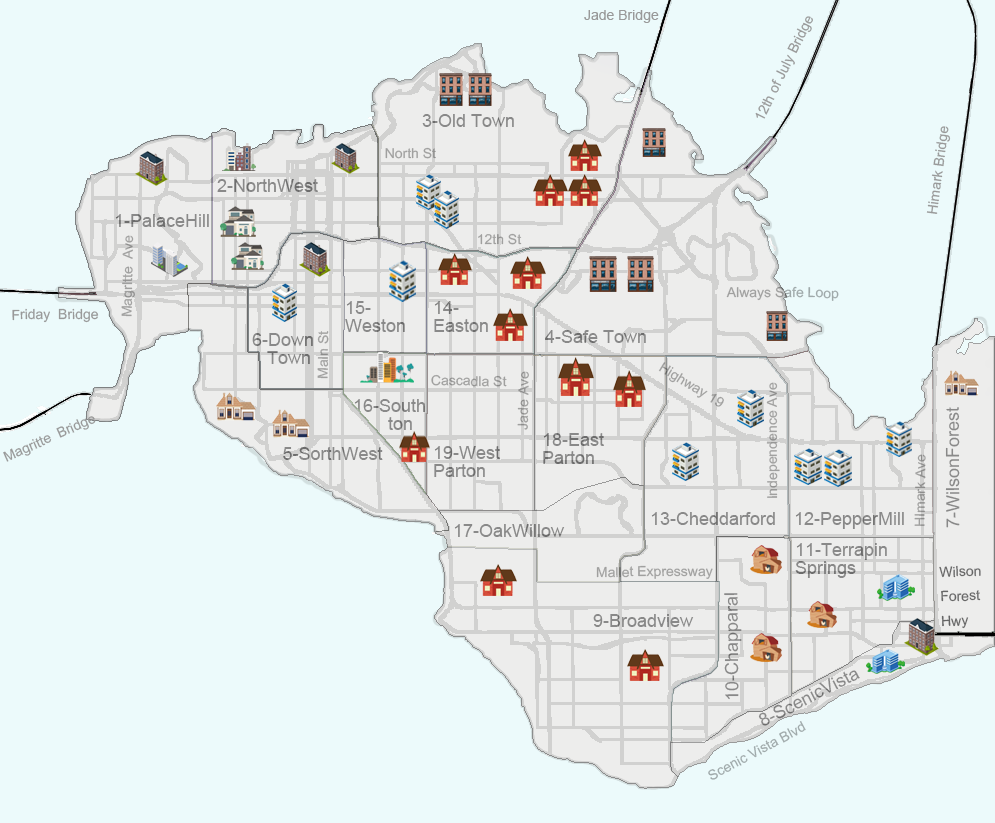 Jade Bridge
12th of July Bridge
3-Old Town
North St
Himark Bridge
2-NorthWest
1-PalaceHill
12th St
Magritte Ave
Always Safe Loop
Friday Bridge
15-
Weston
14-
Easton
6-Down
Town
Main St
4-Safe Town
Cascadla St
Highway 19
Jade Ave
Independence Ave
16-South
ton
Magritte Bridge
5-SorthWest
19-West
Parton
18-East
Parton
HImark Ave
7-WilsonForest
17-OakWillow
13-Cheddarford
12-PepperMill
11-Terrapin
Springs
Mallet Expressway
Wilson
Forest
Hwy
9-Broadview
10-Chapparal
8-ScenicVista
Scenic Vista Blvd